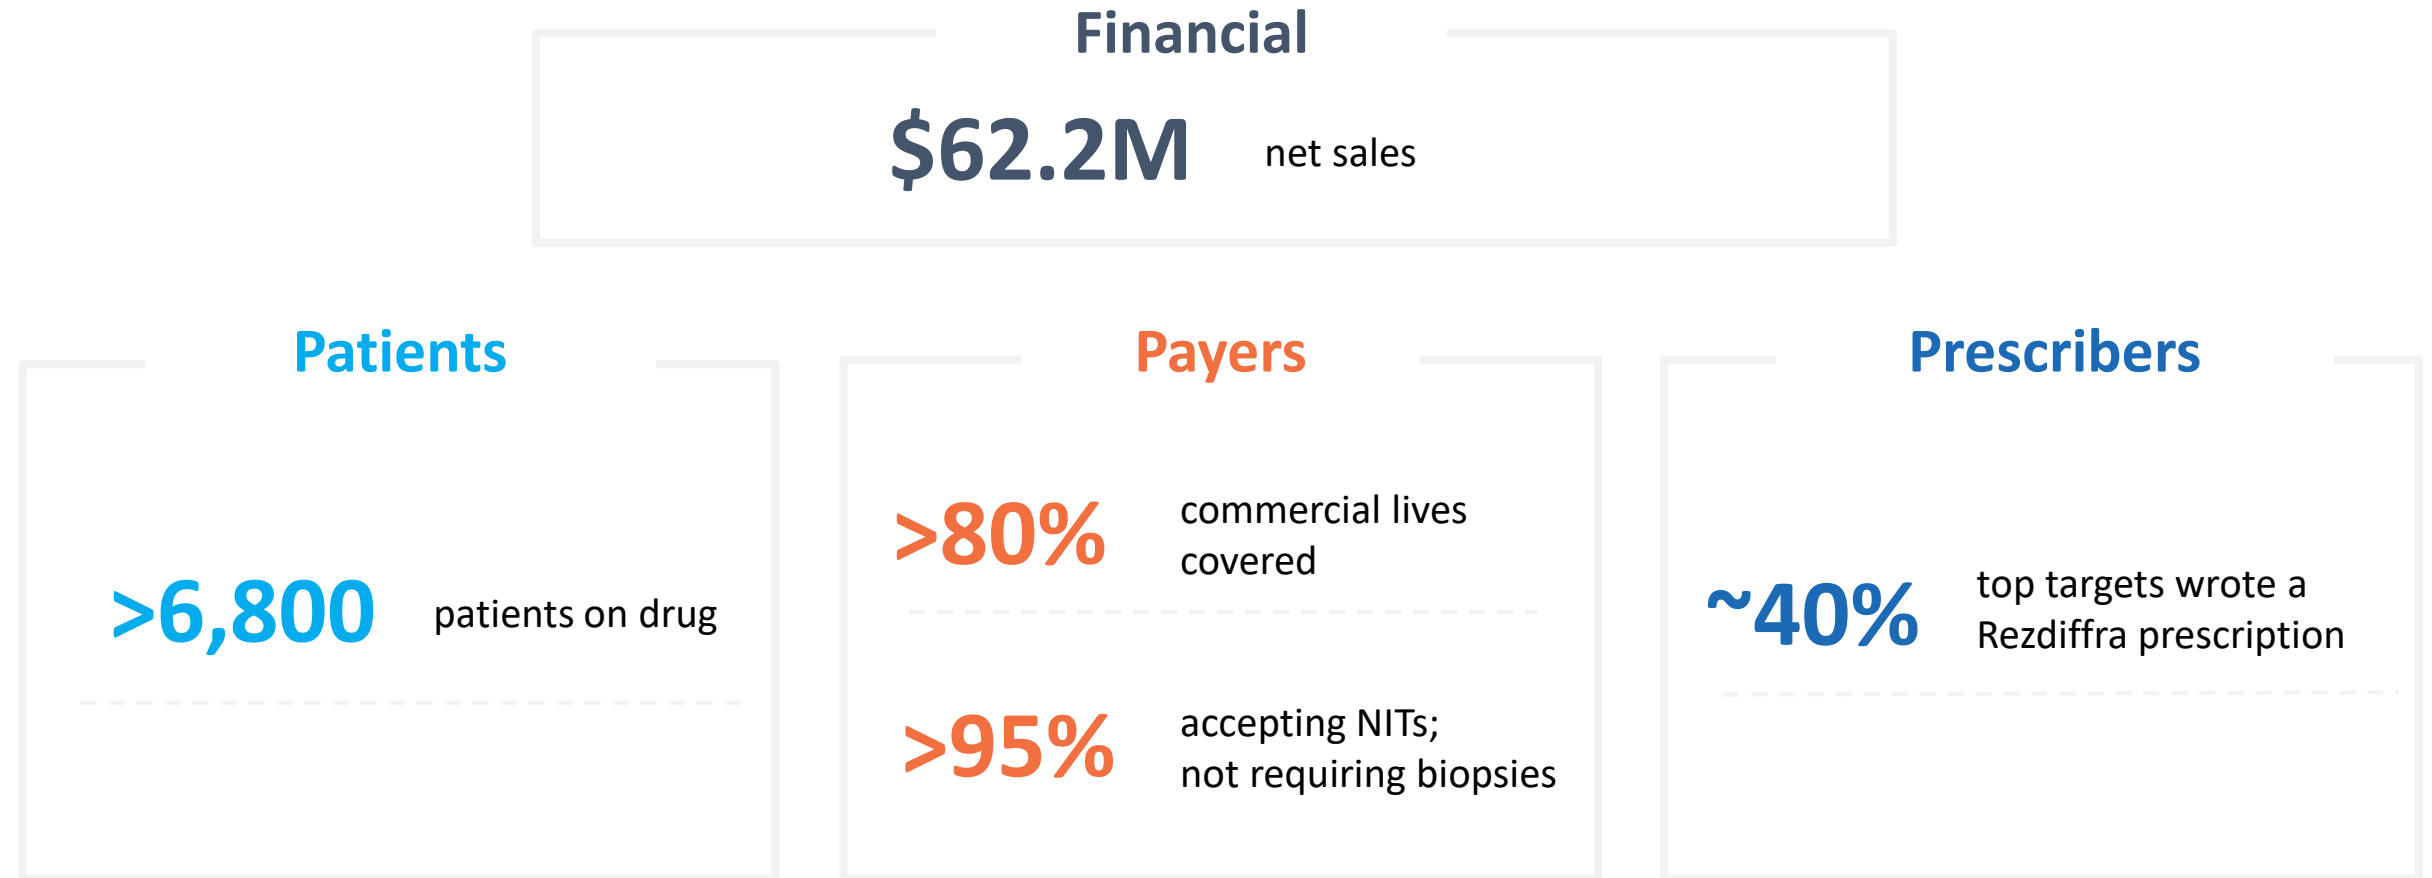 Financial
$62.2M net sales
Patients
>6,800 patients on drug
Payers
>80% commercial lives
covered
>95% accepting NITs;
not requiring biopsies
Prescribers
~40% top targets wrote a
Rezdiffra prescription